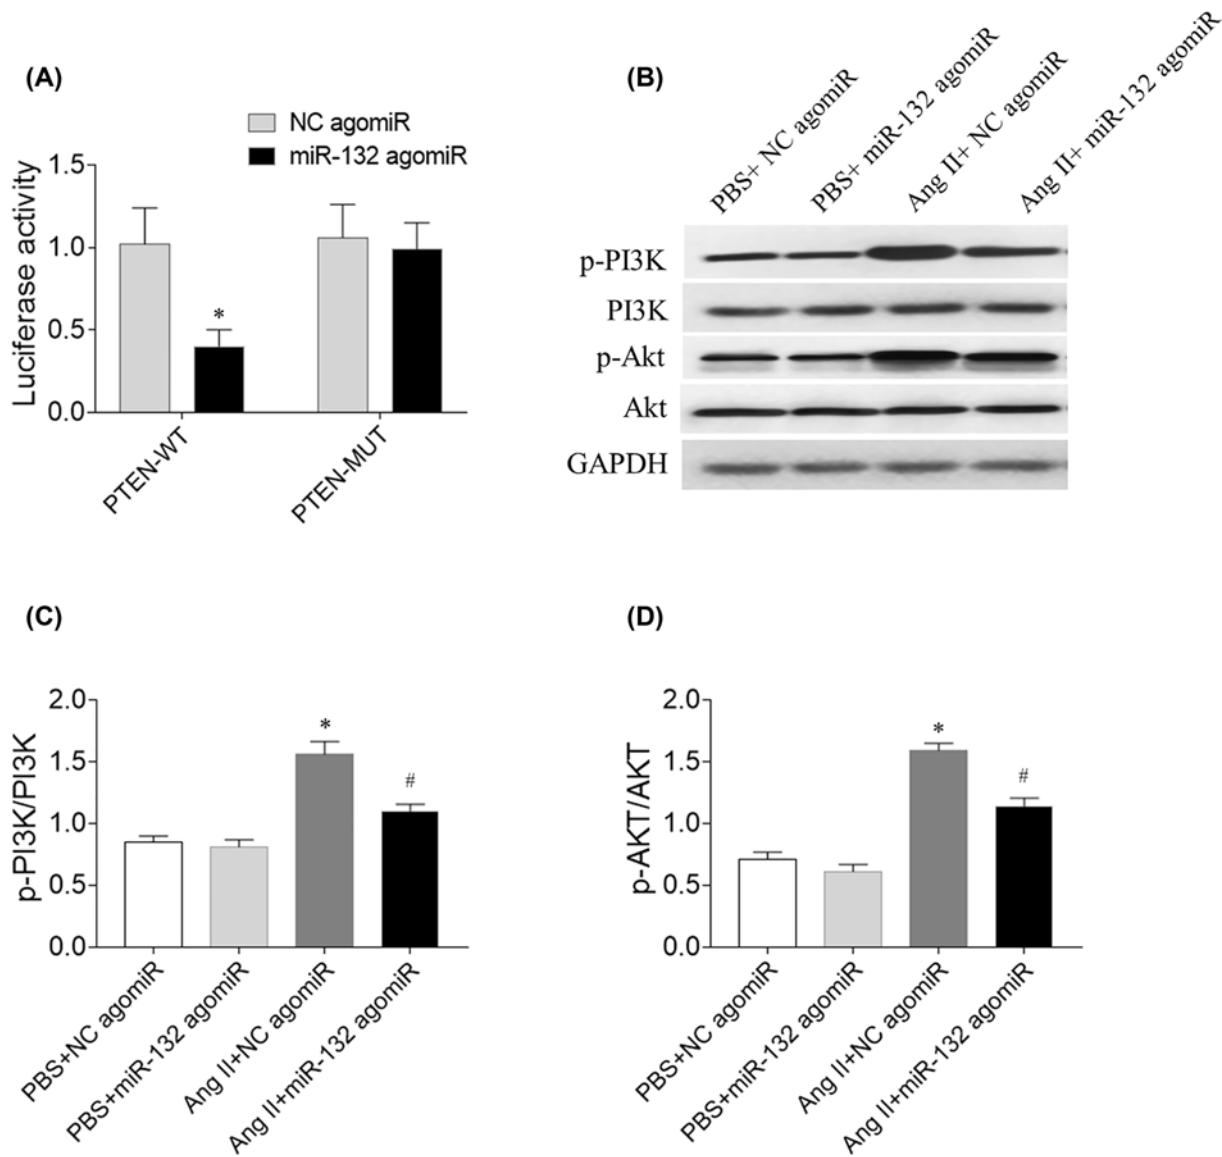 (A)
NC agomiR
miR-132 agomiR
Luciferase activity
1.5
1.0
0.5
0.0
*
PTEN-WT
PTEN-MUT
(B)
PBS+ NC agomiR
PBS+ miR-132 agomiR
Ang II+ NC agomiR
Ang II+ miR-132 agomiR
p-PI3K
PI3K
p-Akt
Akt
GAPDH
(C)
p-PI3K/PI3K
2.0
1.5
1.0
0.5
0.0
*
#
PBS+NC agomiR
PBS+miR-132 agomiR
Ang II+NC agomiR
Ang II+miR-132 agomiR
(D)
p-AKT/AKT
2.0
1.5
1.0
0.5
0.0
*
#
PBS+NC agomiR
PBS+miR-132 agomiR
Ang II+NC agomiR
Ang II+miR-132 agomiR